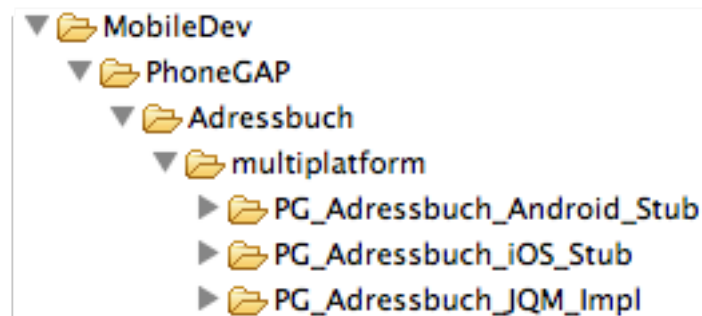 MobileDev
PhoneGAP
Adressbuch
multiplatform
PG_Adressbuch_Android_Stub
PG_Adressbuch_iOS_Stub
PG_Adressbuch_JQM_Impl